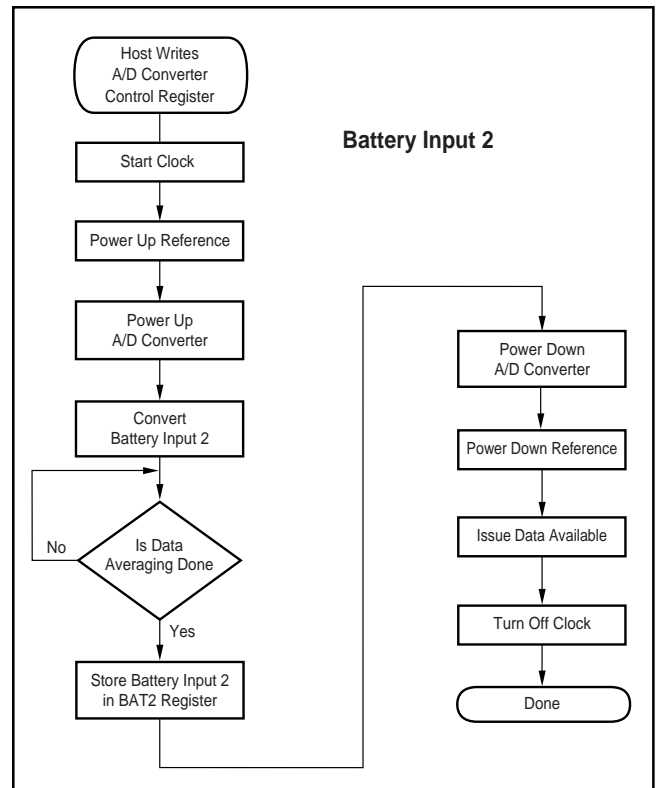 Host Writes
A/D Converter
Control Register
Battery Input 2
Start Clock
Power Up Reference
Power Up
A/D Converter
Convert
Battery Input 2
No
Is Data
Averaging Done
Yes
Store Battery Input 2
in BAT2 Register
Power Down
A/D Converter
Power Down Reference
Issue Data Available
Turn Off Clock
Done